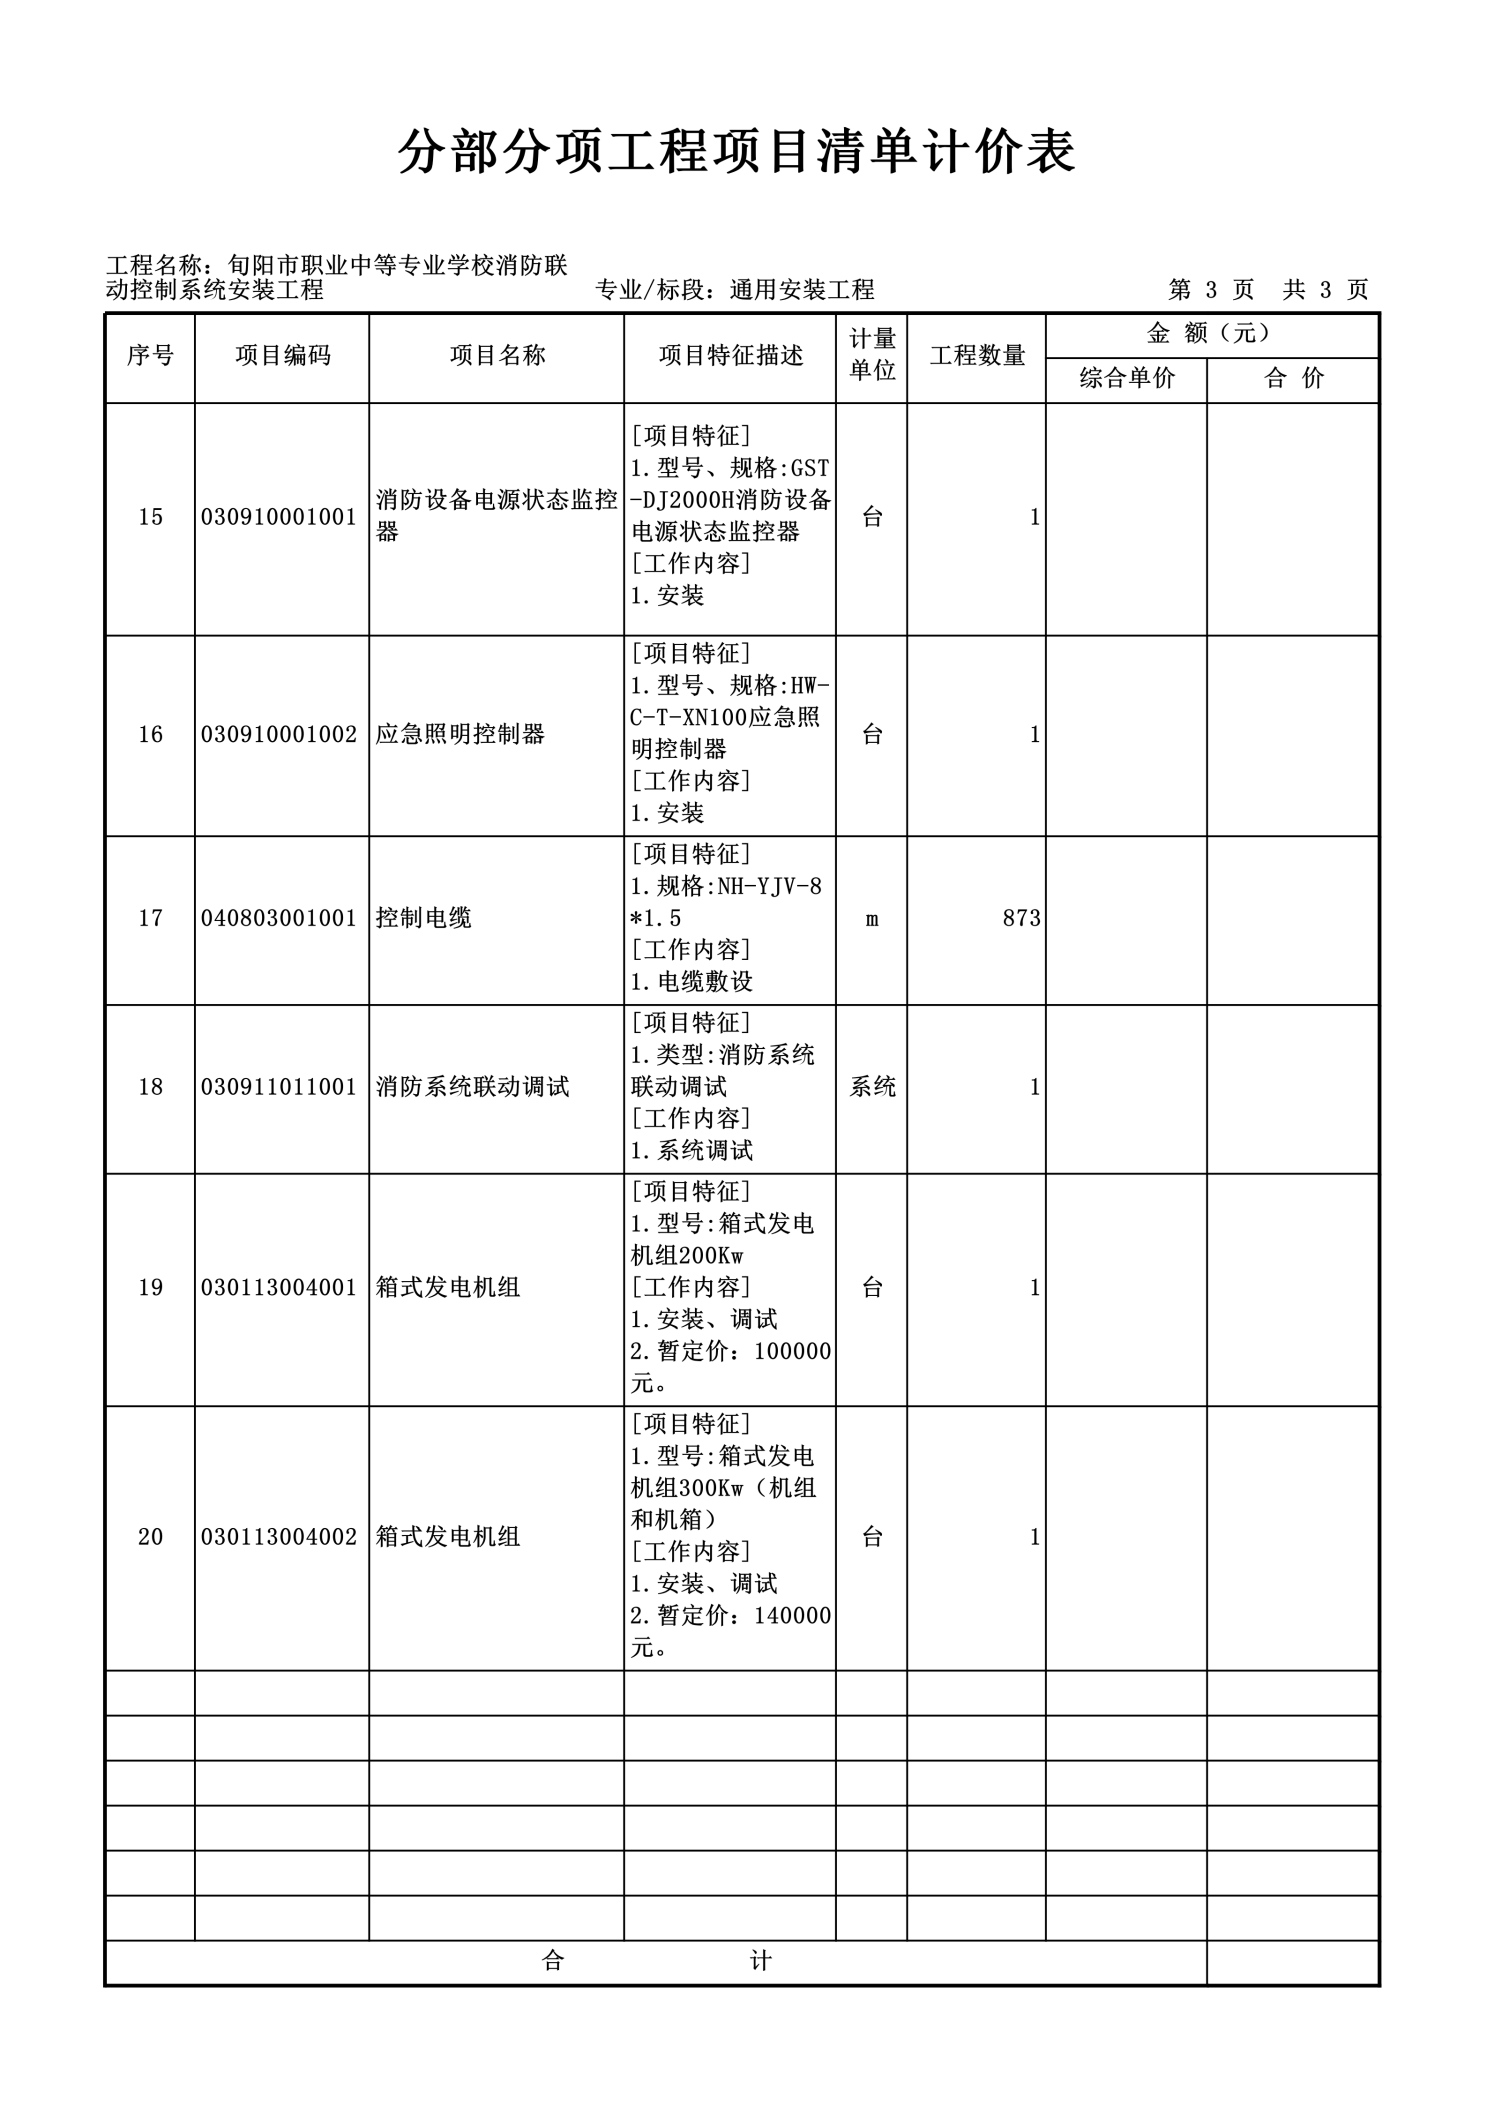 分部分项工程项目清单计价表
工程名称：旬阳市职业中等专业学校消防联
动控制系统安装工程 专业/标段：通用安装工程 第 3 页 共 3 页
序号 项目编码 项目名称 项目特征描述 计量单位 工程数量 金 额（元）
综合单价 合 价
[项目特征]
1.型号、规格:GST
-DJ2000H消防设备
电源状态监控器
[工作内容]
1.安装
15 030910001001 消防设备电源状态监控
器
台 1
[项目特征]
1.型号、规格:HW-
C-T-XN100应急照
明控制器
[工作内容]
1.安装
16 030910001002 应急照明控制器 台 1
[项目特征]
1.规格:NH-YJV-8
*1.5
[工作内容]
1.电缆敷设
17 040803001001 控制电缆 m 873
[项目特征]
1.类型:消防系统
联动调试
[工作内容]
1.系统调试
18 030911011001 消防系统联动调试 系统 1
[项目特征]
1.型号:箱式发电
机组200Kw
[工作内容]
1.安装、调试
2.暂定价：100000
元。
19 030113004001 箱式发电机组 台 1
[项目特征]
1.型号:箱式发电
机组300Kw（机组
和机箱）
[工作内容]
1.安装、调试
2.暂定价：140000
元。
20 030113004002 箱式发电机组 台 1
合 计